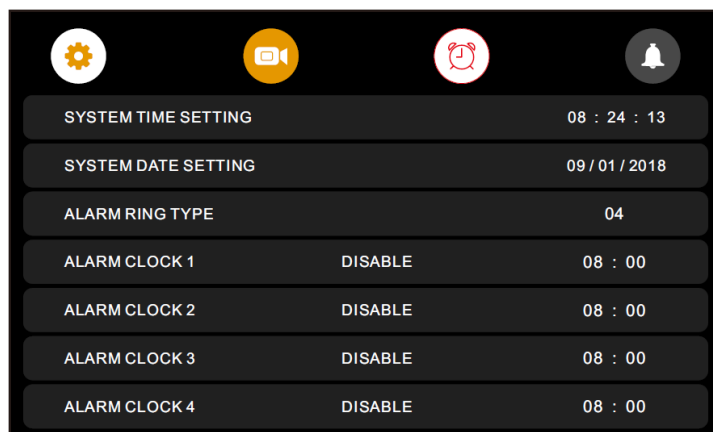 SYSTEM TIME SETTING 08 : 24 : 13
SYSTEM DATE SETTING 09 / 01 / 2018
ALARM RING TYPE 04
ALARM CLOCK 1 DISABLE 08 : 00
ALARM CLOCK 2 DISABLE 08 : 00
ALARM CLOCK 3 DISABLE 08 : 00
ALARM CLOCK 4 DISABLE 08 : 00